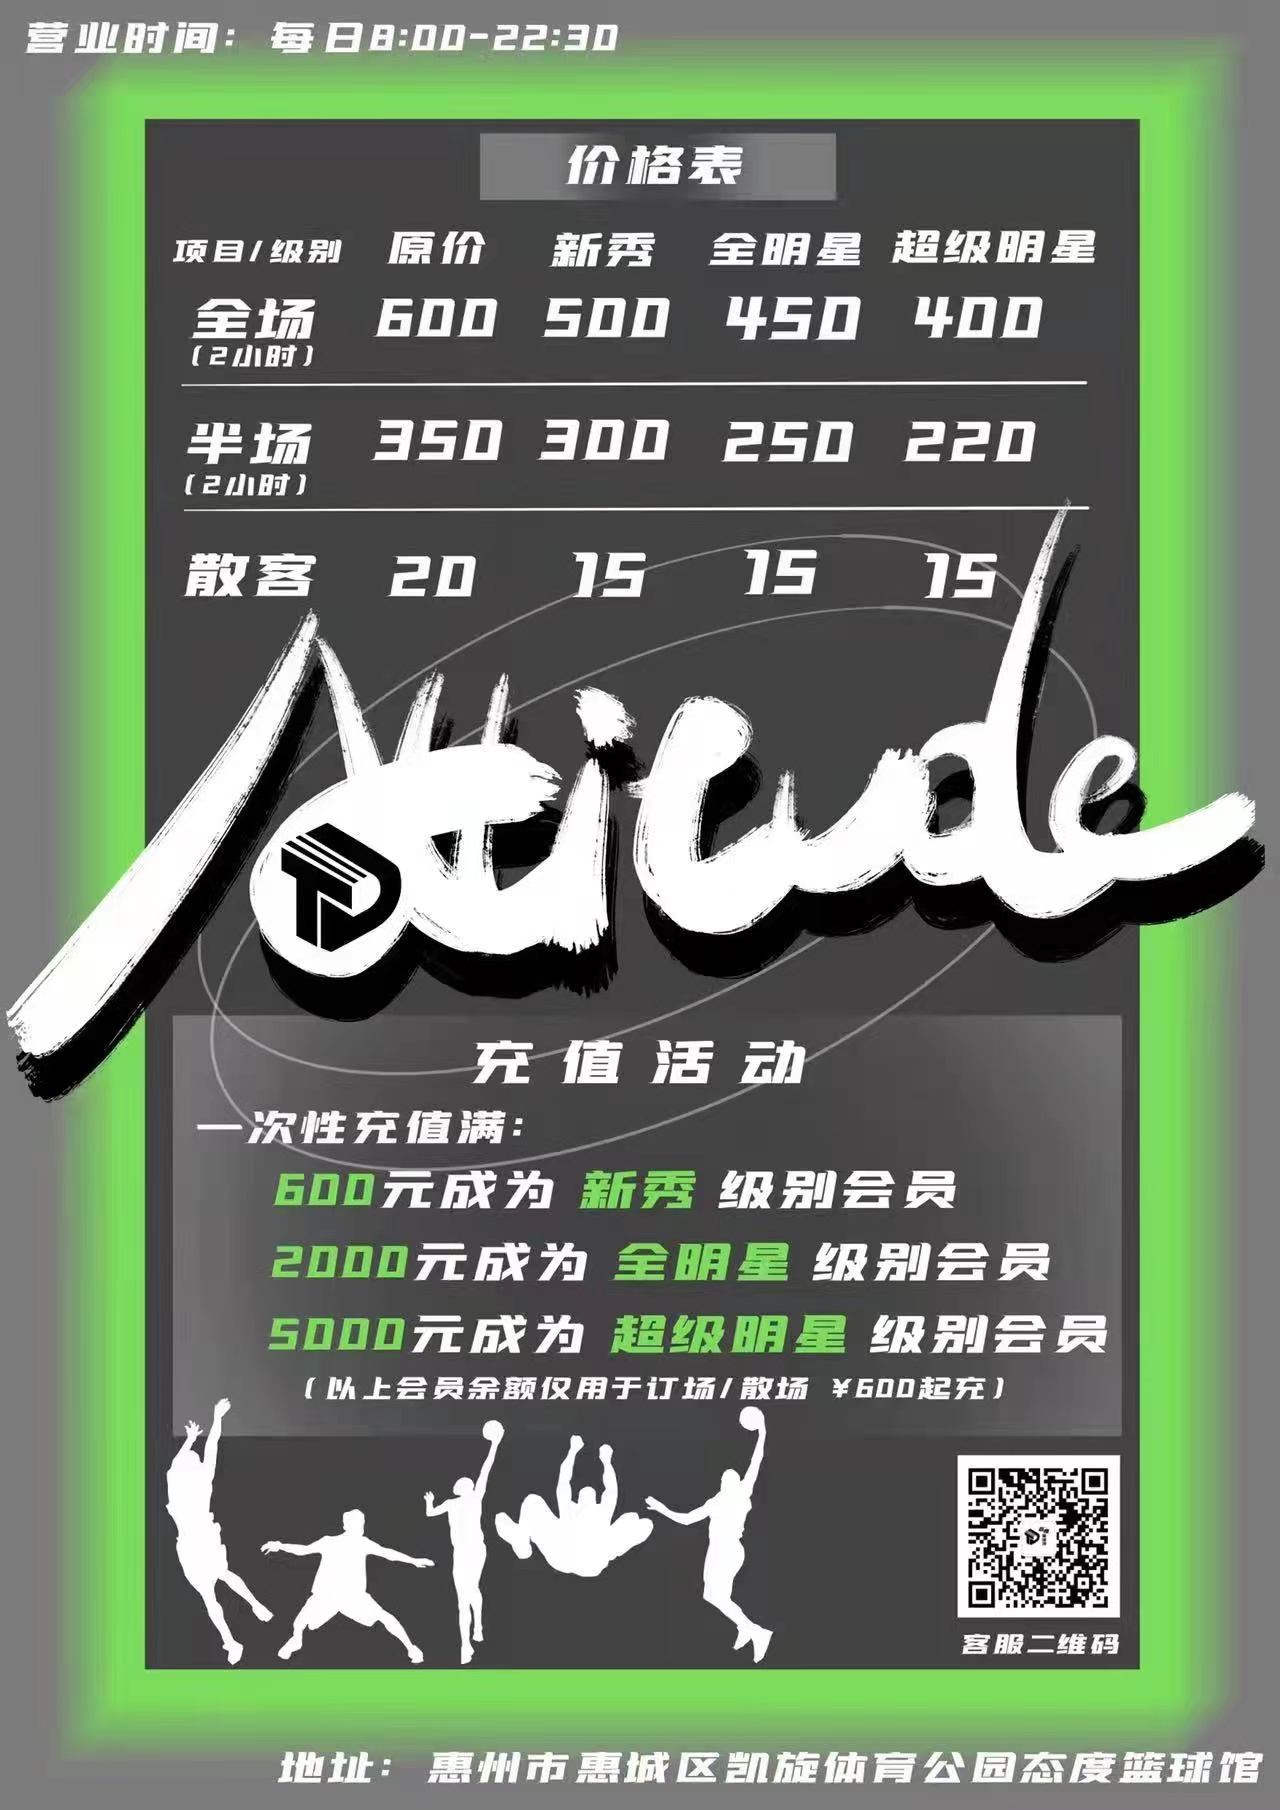 营业时间：每日8:00-22:30
价格表
项目/级别 原价 新秀 全明星 超级明星
全场 600 500 450 400
(2小时)
半场 350 300 250 220
(2小时)
散客 20 15 15 15
Attitude
TD
充值活动
一次性充值满：
600元成为 新秀 级别会员
2000元成为 全明星 级别会员
5000元成为 超级明星 级别会员
(以上会员余额仅用于订场/散场 ¥600起充)
客服二维码
地址：惠州市惠城区凯旋体育公园态度篮球馆